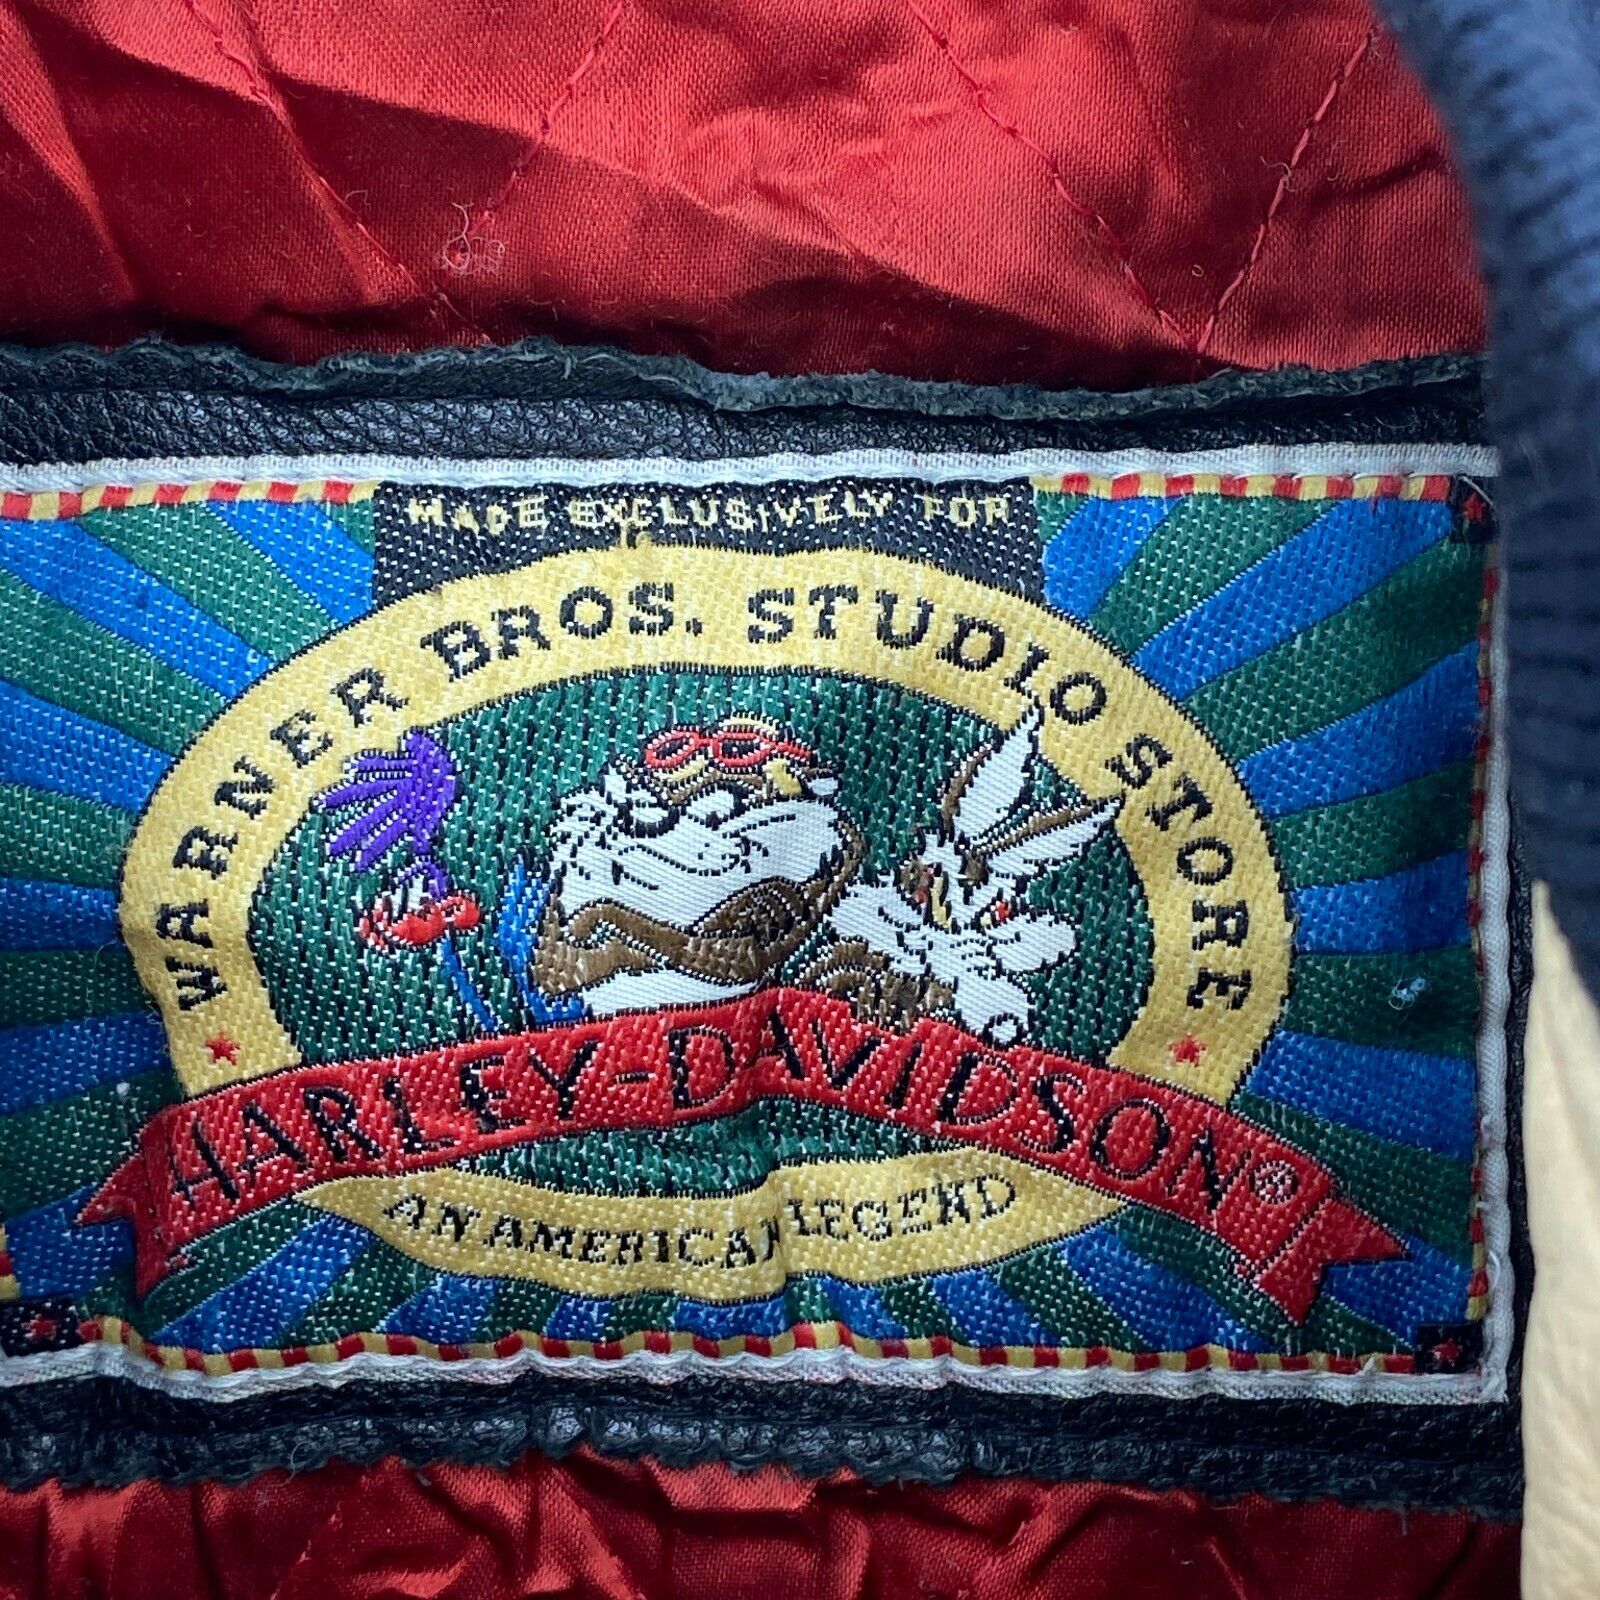 MADE EXCLUSIVELY FOR
WARNER BROS. STUDIO STORE
HARLEY-DAVIDSON®
AN AMERICAN LEGEND